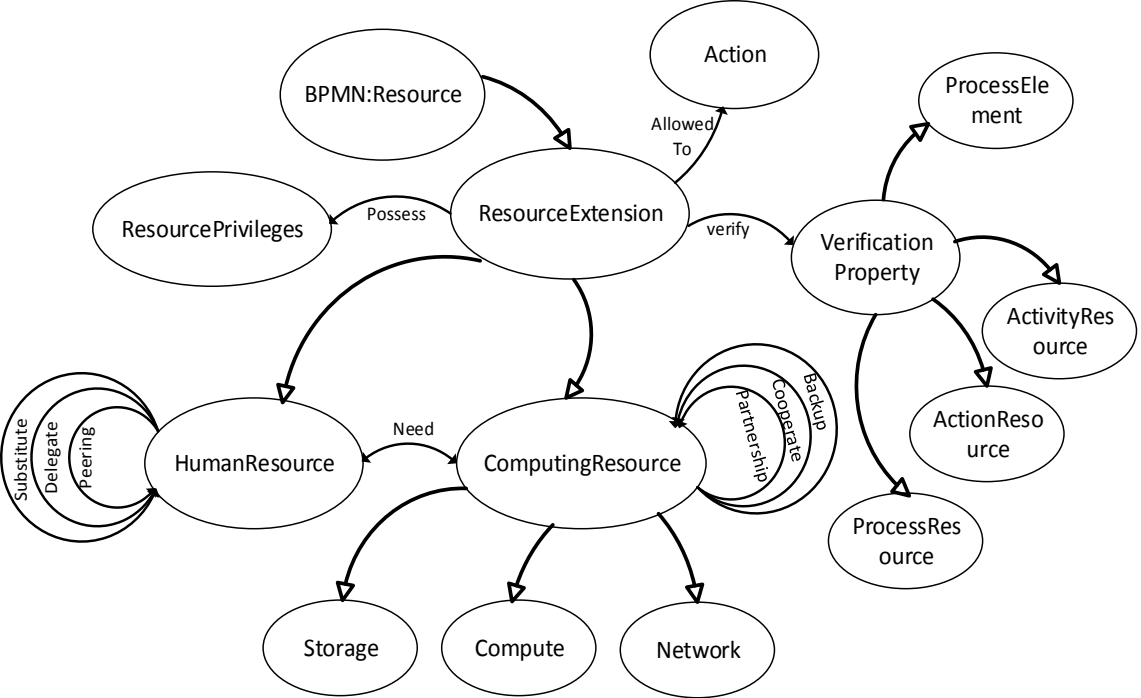 Action
BPMN:Resource
ProcessEle
ment
Allowed
To
ResourcePrivileges
Possess
ResourceExtension
verify
Verification
Property
ActivityRes
ource
Substitute
Delegate
Peering
HumanResource
Need
ComputingResource
Partnership
Cooperate
Backup
ActionReso
urce
ProcessRes
ource
Storage
Compute
Network